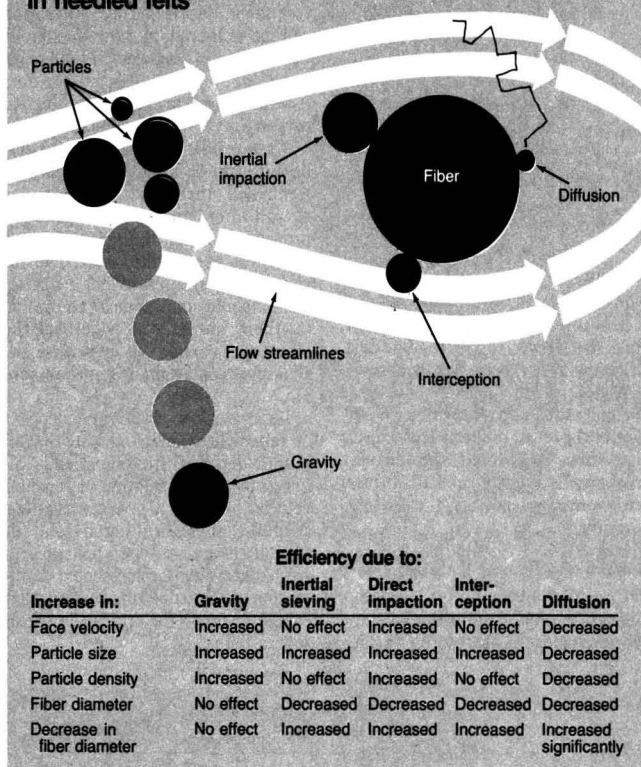 in needled felts
Particles
Inertial
impaction
Fiber
Diffusion
Flow streamlines
Interception
Gravity
Efficiency due to:
Increase in: Gravity Inertial sieving Direct impaction Inter-ception Diffusion
Face velocity Increased No effect Increased No effect Decreased
Particle size Increased Increased Increased Increased Decreased
Particle density Increased No effect Increased No effect Decreased
Fiber diameter No effect Decreased Decreased Decreased Decreased
Decrease in fiber diameter No effect Increased Increased Increased Increased significantly